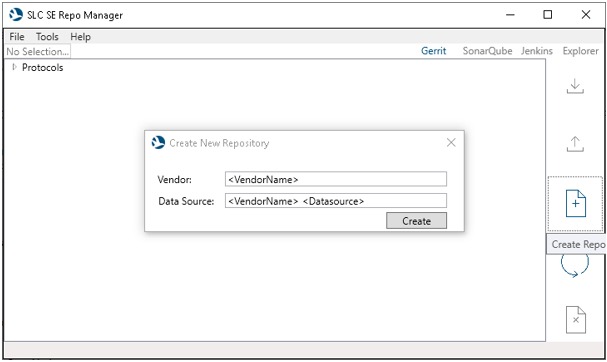 SLC SE Repo Manager
File Tools Help
No Selection... Gerrit SonarQube Jenkins Explorer
Protocols
Create New Repository
Vendor: <VendorName>
Data Source: <VendorName> <Datasource>
Create
Create Repo